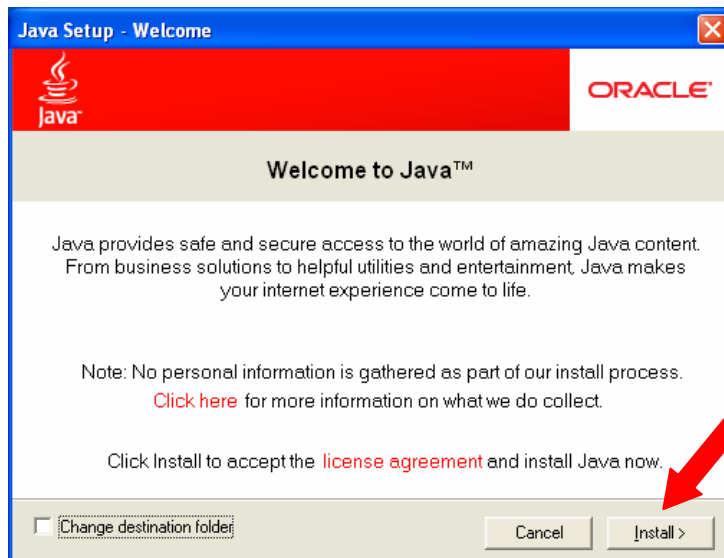 Java Setup - Welcome
Java™
ORACLE®
Welcome to Java™
Java provides safe and secure access to the world of amazing Java content.
From business solutions to helpful utilities and entertainment, Java makes
your internet experience come to life.
Note: No personal information is gathered as part of our install process.
Click here for more information on what we do collect.
Click Install to accept the license agreement and install Java now.
Change destination folder
Cancel
Install >